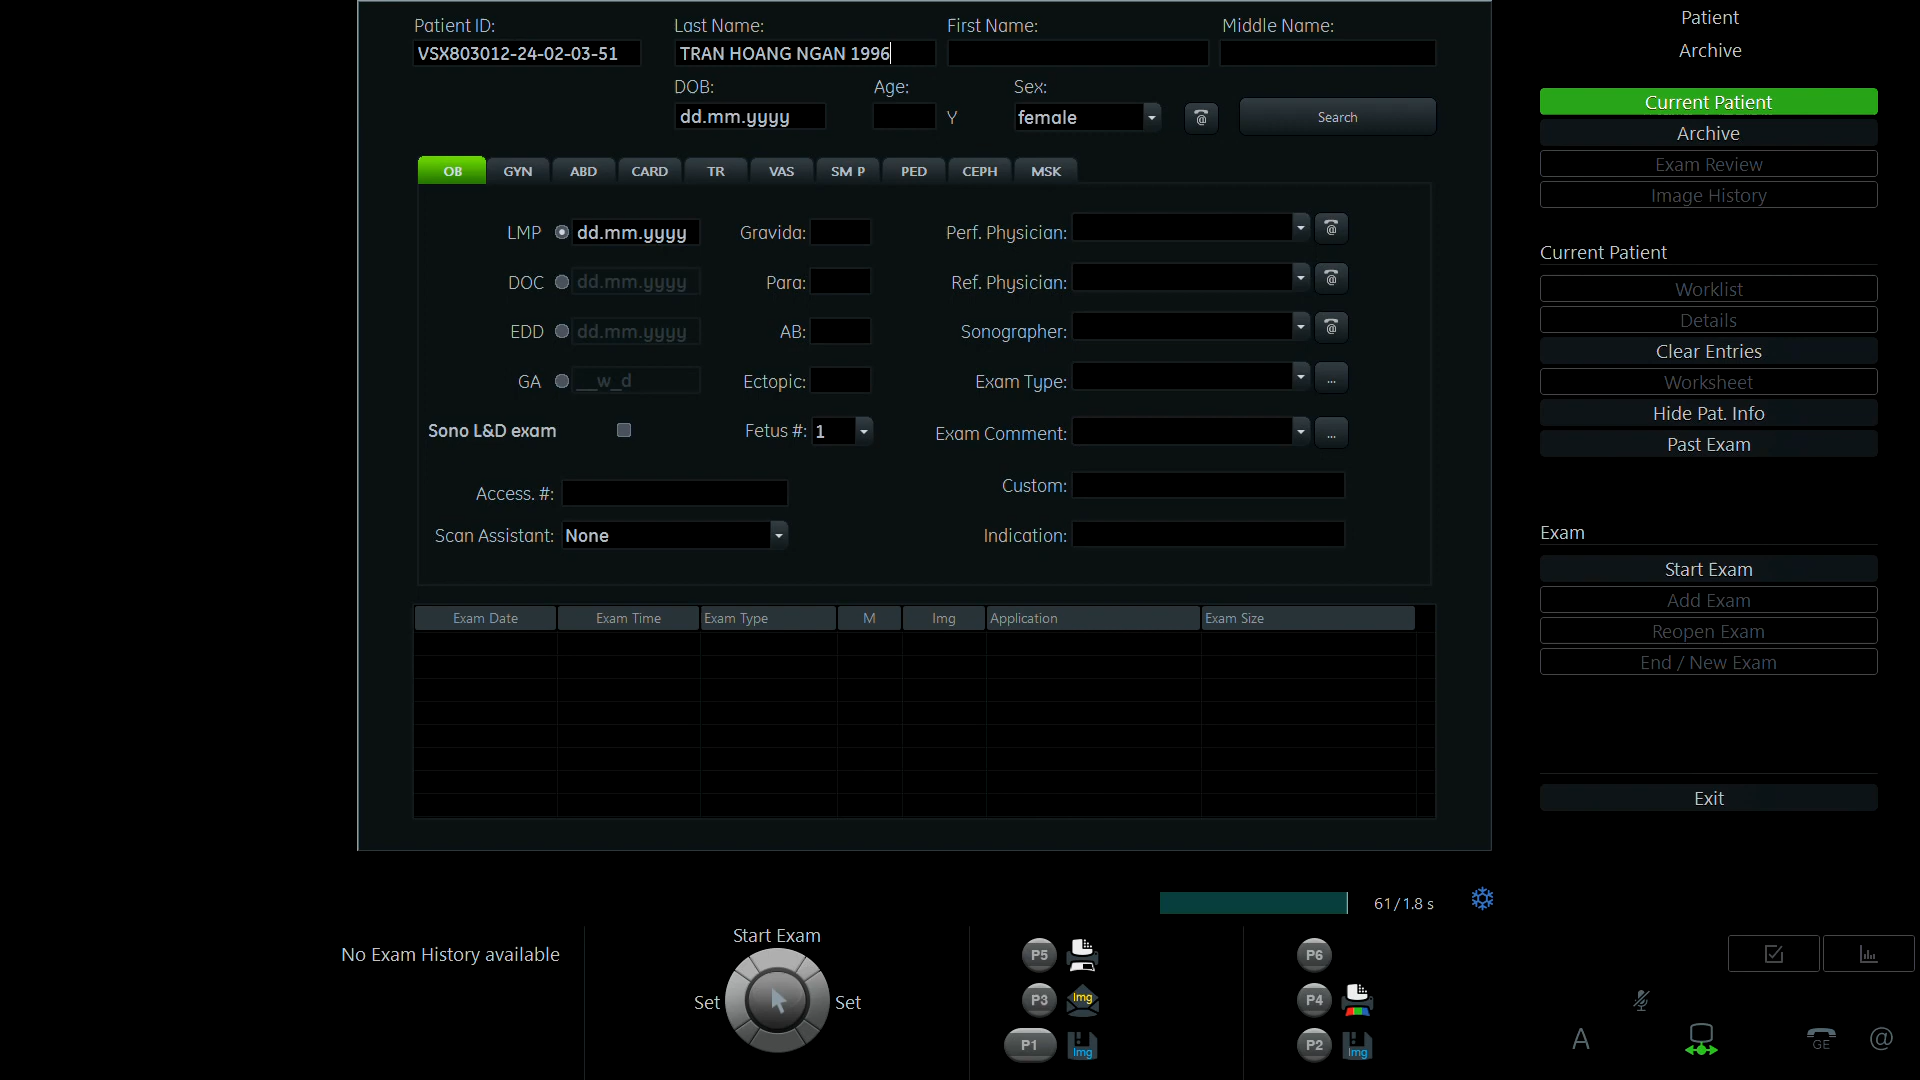 Patient ID: Last Name: First Name: Middle Name:
VSX803012-24-02-03-51 TRAN HOANG NGAN 1996
DOB: Age: Sex:
dd.mm.yyyy Y female @ Search
OB GYN ABD CARD TR VAS SM P PED CEPH MSK
LMP dd.mm.yyyy Gravida: Perf. Physician: @
DOC dd.mm.yyyy Para: Ref. Physician: @
EDD dd.mm.yyyy AB: Sonographer: @
GA __w_d Ectopic: Exam Type: ...
Sono L&D exam Fetus #: 1 Exam Comment: ...
Access. #: Custom:
Scan Assistant: None Indication:
Exam Date Exam Time Exam Type M Img Application Exam Size
Patient
Archive
Current Patient
Archive
Exam Review
Image History
Current Patient
Worklist
Details
Clear Entries
Worksheet
Hide Pat. Info
Past Exam
Exam
Start Exam
Add Exam
Reopen Exam
End / New Exam
Exit
61/1.8 s
No Exam History available
Start Exam
Set Set
P5
P3 Img
P1 Img
P6
P4
P2 Img
A GE @